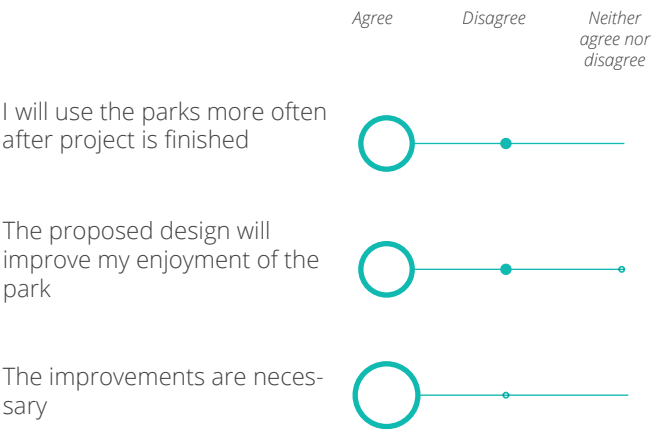 Agree Disagree Neither
agree nor
disagree
I will use the parks more often
after project is finished
The proposed design will
improve my enjoyment of the
park
The improvements are neces-
sary